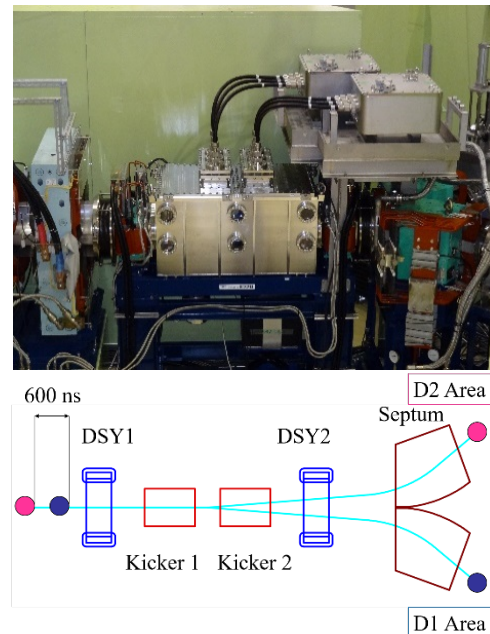 D2 Area
600 ns
Septum
DSY1
DSY2
Kicker 1
Kicker 2
D1 Area